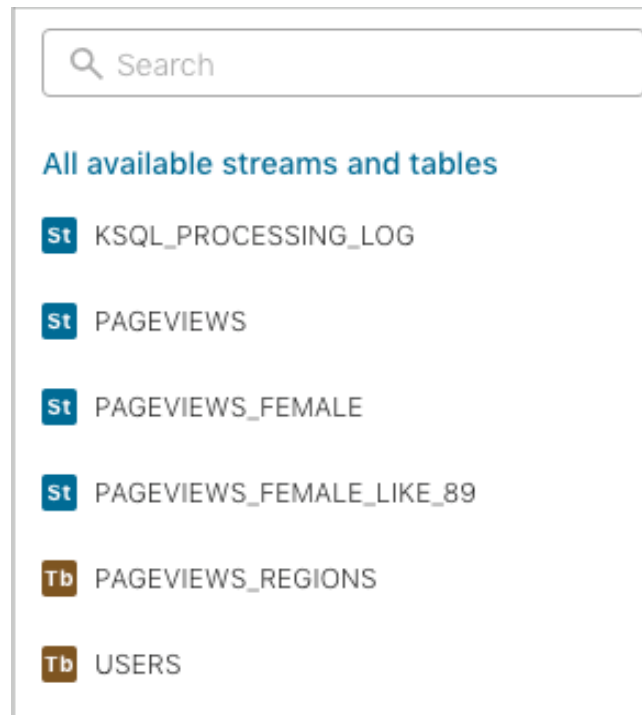 Search
All available streams and tables
St KSQL_PROCESSING_LOG
St PAGEVIEWS
St PAGEVIEWS_FEMALE
St PAGEVIEWS_FEMALE_LIKE_89
Tb PAGEVIEWS_REGIONS
Tb USERS